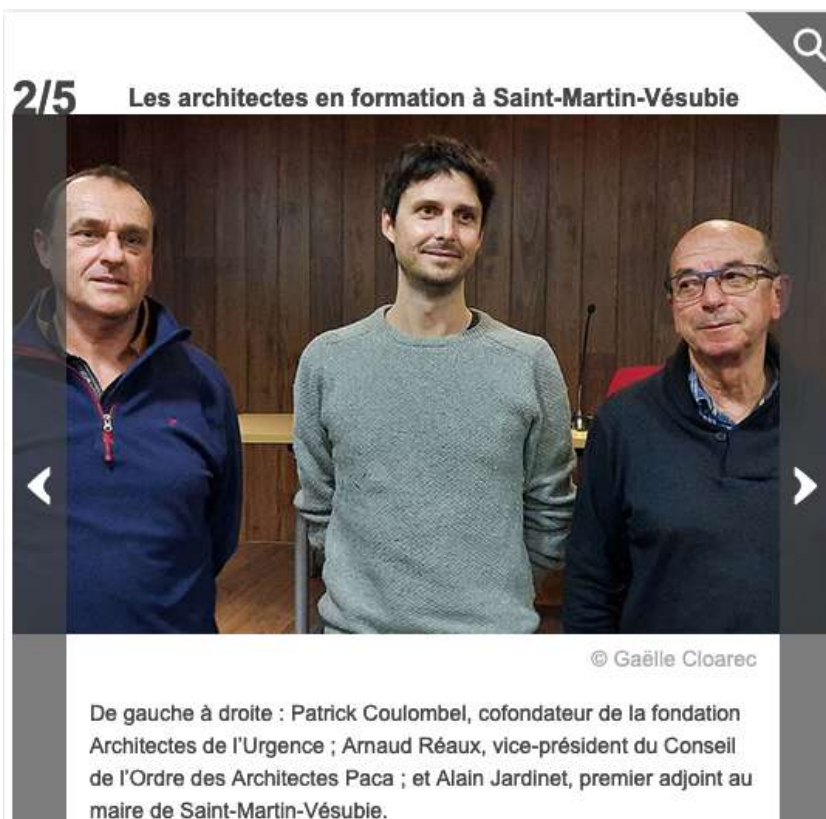 2/5
Les architectes en formation à Saint-Martin-Vésubie
© Gaëlle Cloarec
De gauche à droite : Patrick Coulombel, cofondateur de la fondation
Architectes de l'Urgence ; Arnaud Réaux, vice-président du Conseil
de l'Ordre des Architectes Paca ; et Alain Jardinet, premier adjoint au
maire de Saint-Martin-Vésubie.